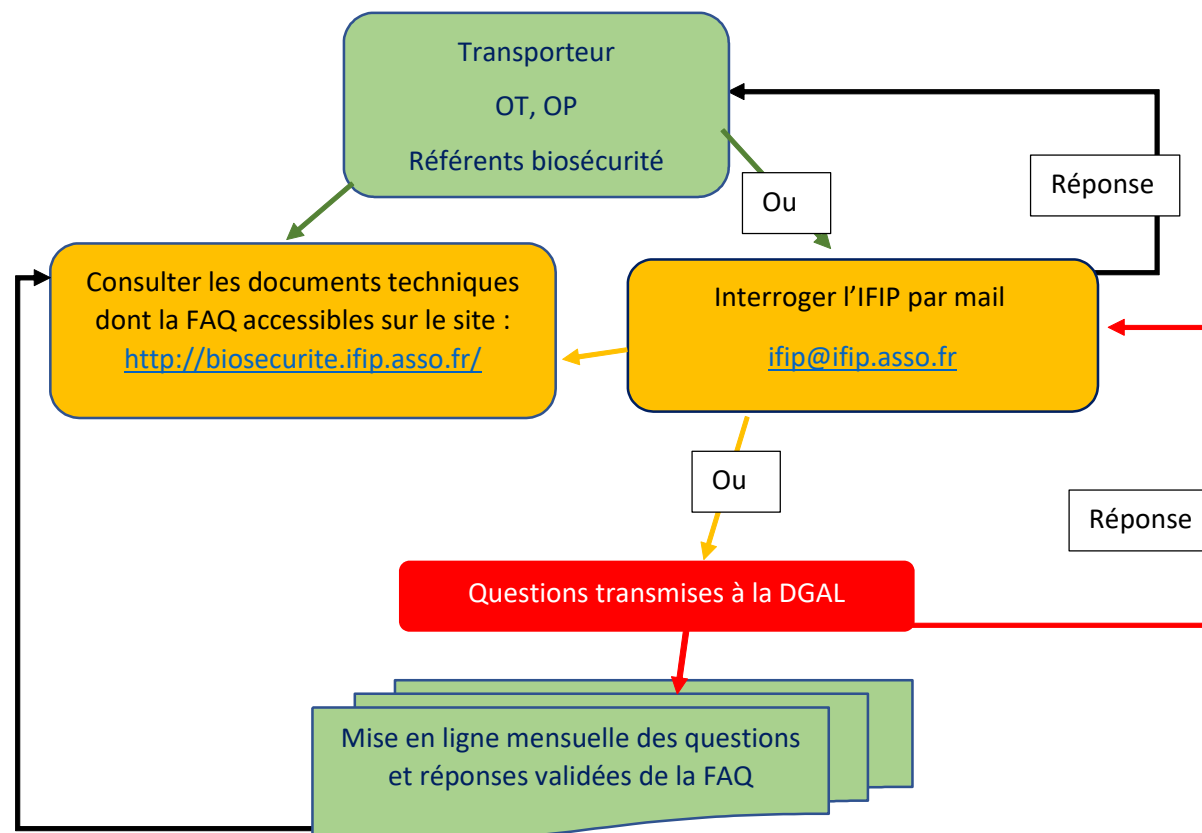 Transporteur
OT, OP
Référents biosécurité
Ou
Réponse
Consulter les documents techniques
dont la FAQ accessibles sur le site :
http://biosecurite.ifip.asso.fr/
Interroger l’IFIP par mail
ifip@ifip.asso.fr
Ou
Réponse
Questions transmises à la DGAL
Mise en ligne mensuelle des questions
et réponses validées de la FAQ